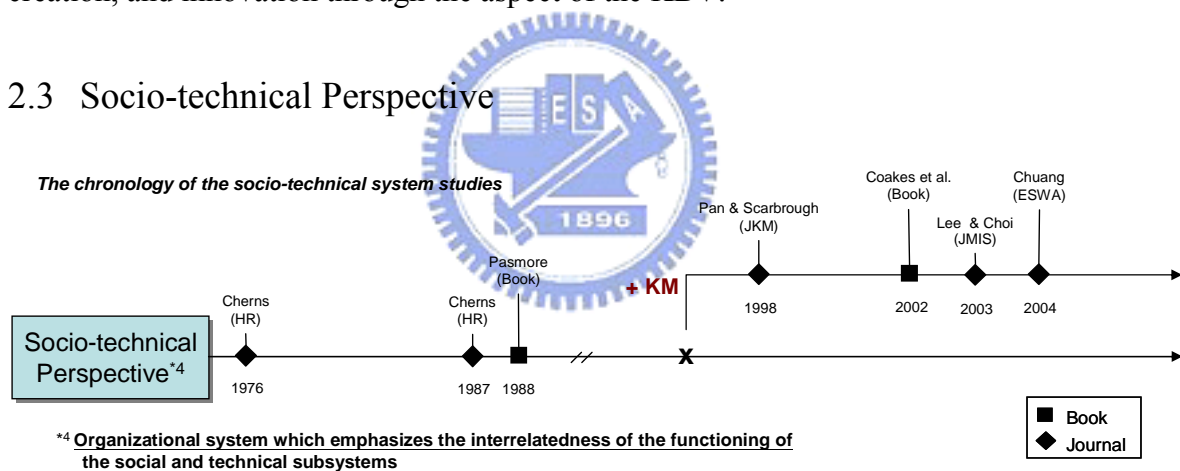 creation, and innovation through the aspect of the KBV.
2.3 Socio-technical Perspective
The chronology of the socio-technical system studies
ESA
1896
Coakes et al.
(Book)
Chuang
(ESWA)
Pan & Scarbrough
(JKM)
Lee & Choi
(JMIS)
Pasmore
(Book)
+ KM
1998
2002
2003
2004
Cherns
(HR)
Cherns
(HR)
Socio-technical
Perspective*4
X
1976
1987
1988
Book
Journal
*4 Organizational system which emphasizes the interrelatedness of the functioning of
the social and technical subsystems